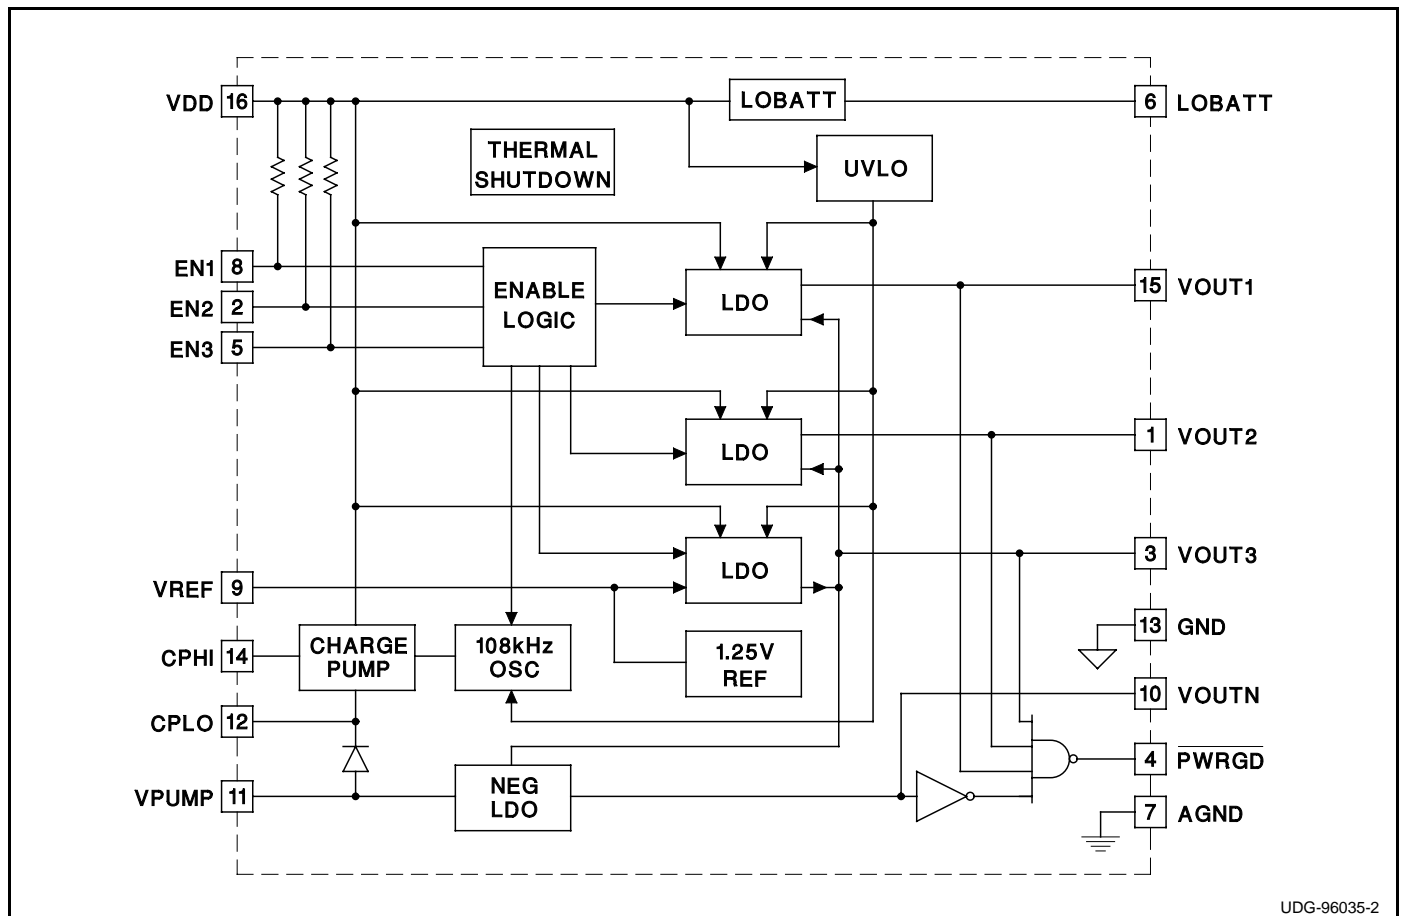 VDD 16
LOBATT
6 LOBATT
THERMAL
SHUTDOWN
UVLO
EN1 8
EN2 2
EN3 5
ENABLE
LOGIC
LDO
15 VOUT1
LDO
1 VOUT2
LDO
3 VOUT3
VREF 9
13 GND
CPHI 14
CHARGE
PUMP
108kHz
OSC
1.25V
REF
10 VOUTN
CPLO 12
4 PWRGD
VPUMP 11
NEG
LDO
7 AGND
UDG-96035-2